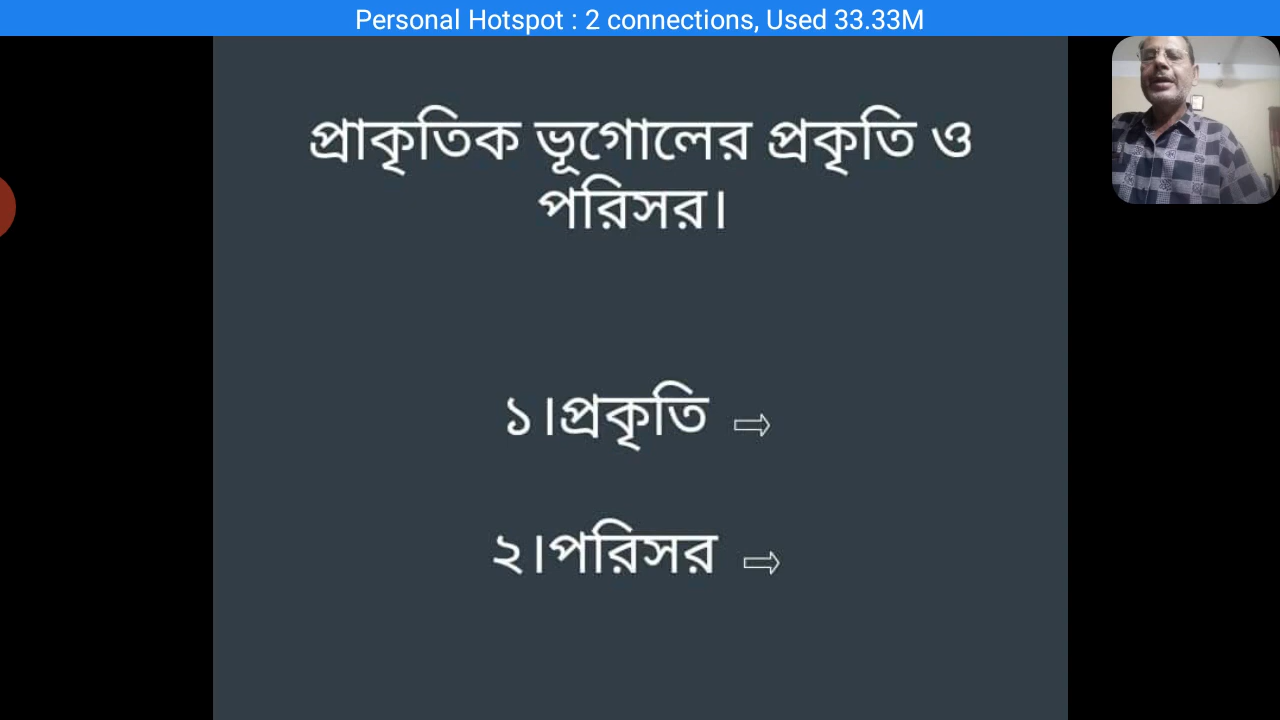 Personal Hotspot : 2 connections, Used 33.33M
প্রাকৃতিক ভূগোলের প্রকৃতি ও
পরিসর।
১।প্রকৃতি ⇨
২।পরিসর ⇨